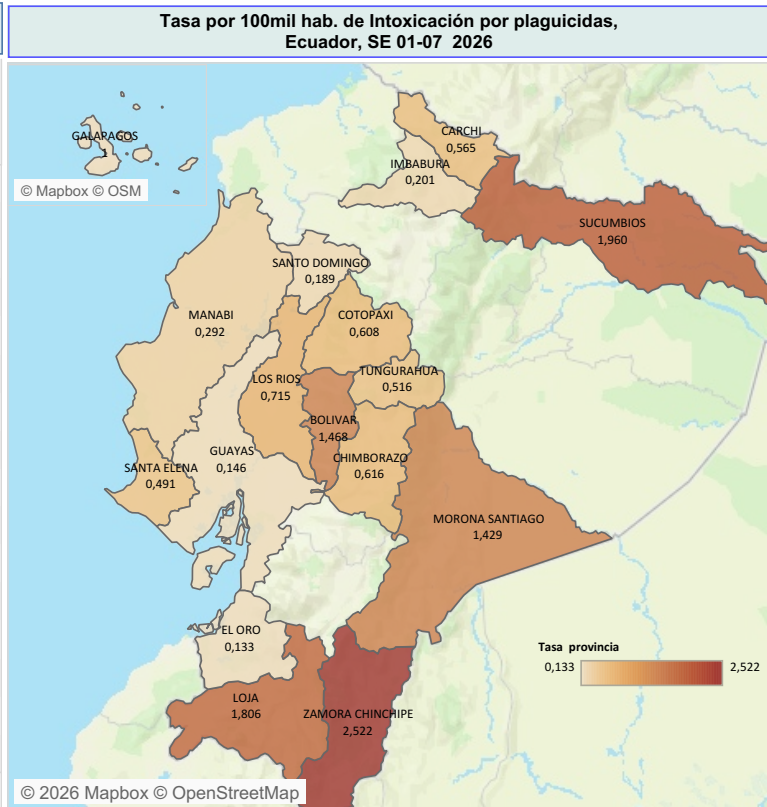 Tasa por 100mil hab. de Intoxicación por plaguicidas,
Ecuador, SE 01-07 2026
GALAPAGOS
1
© Mapbox © OSM
CARCHI
0,565
IMBABURA
0,201
SUCUMBIOS
1,960
SANTO DOMINGO
0,189
MANABI
0,292
COTOPAXI
0,608
LOS RIOS
0,715
TUNGURAHUA
0,516
BOLIVAR
1,468
GUAYAS
0,146
CHIMBORAZO
0,616
SANTA ELENA
0,491
MORONA SANTIAGO
1,429
EL ORO
0,133
Tasa provincia
0,133
2,522
LOJA
1,806
ZAMORA CHINCHIPE
2,522
© 2026 Mapbox © OpenStreetMap